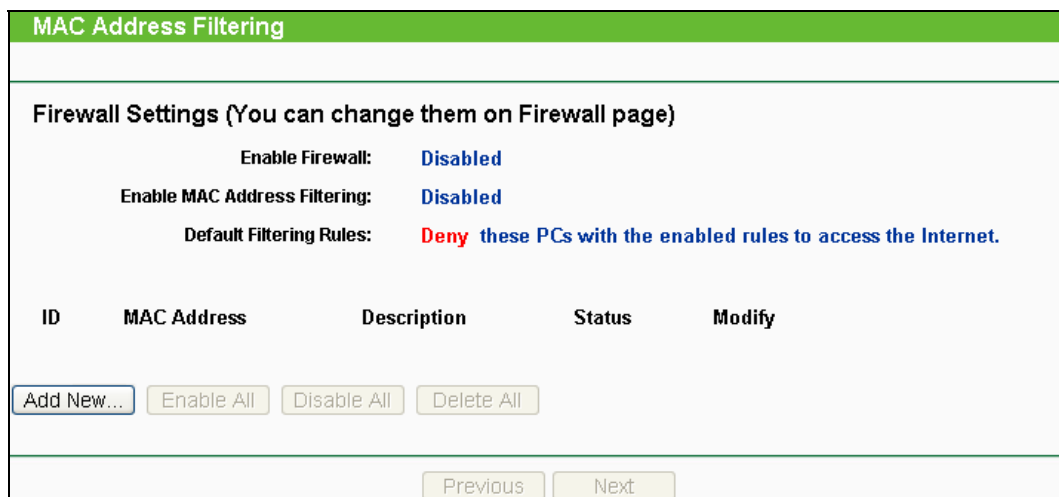 MAC Address Filtering
Firewall Settings (You can change them on Firewall page)
Enable Firewall: Disabled
Enable MAC Address Filtering: Disabled
Default Filtering Rules: Deny these PCs with the enabled rules to access the Internet.
ID MAC Address Description Status Modify
Add New... Enable All Disable All Delete All
Previous Next